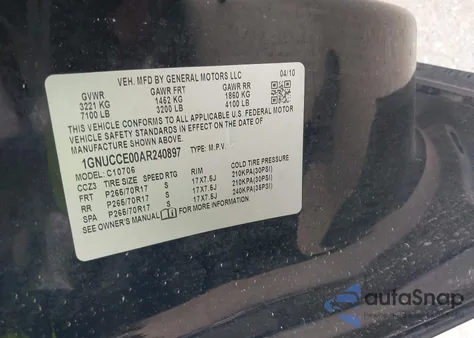 VEH. MFD BY GENERAL MOTORS LLC 04/10
GVWR GAWR FRT GAWR RR
3221 KG 1452 KG 1860 KG
7100 LB 3200 LB 4100 LB
THIS VEHICLE CONFORMS TO ALL APPLICABLE U.S. FEDERAL MOTOR
VEHICLE SAFETY STANDARDS IN EFFECT ON THE DATE OF
MANUFACTURE SHOWN ABOVE.
1GNUCCE00AR240897 TYPE: M.P.V.
MODEL: C10706
CCZ3 TIRE SIZE SPEED RTG RIM COLD TIRE PRESSURE
FRT P265/70R17 S 17X7.5J 210KPA(30PSI)
RR P265/70R17 S 17X7.5J 210KPA(30PSI)
SPA P265/70R17 S 17X7.5J 240KPA(35PSI)
SEE OWNER'S MANUAL FOR MORE INFORMATION
autoSnap